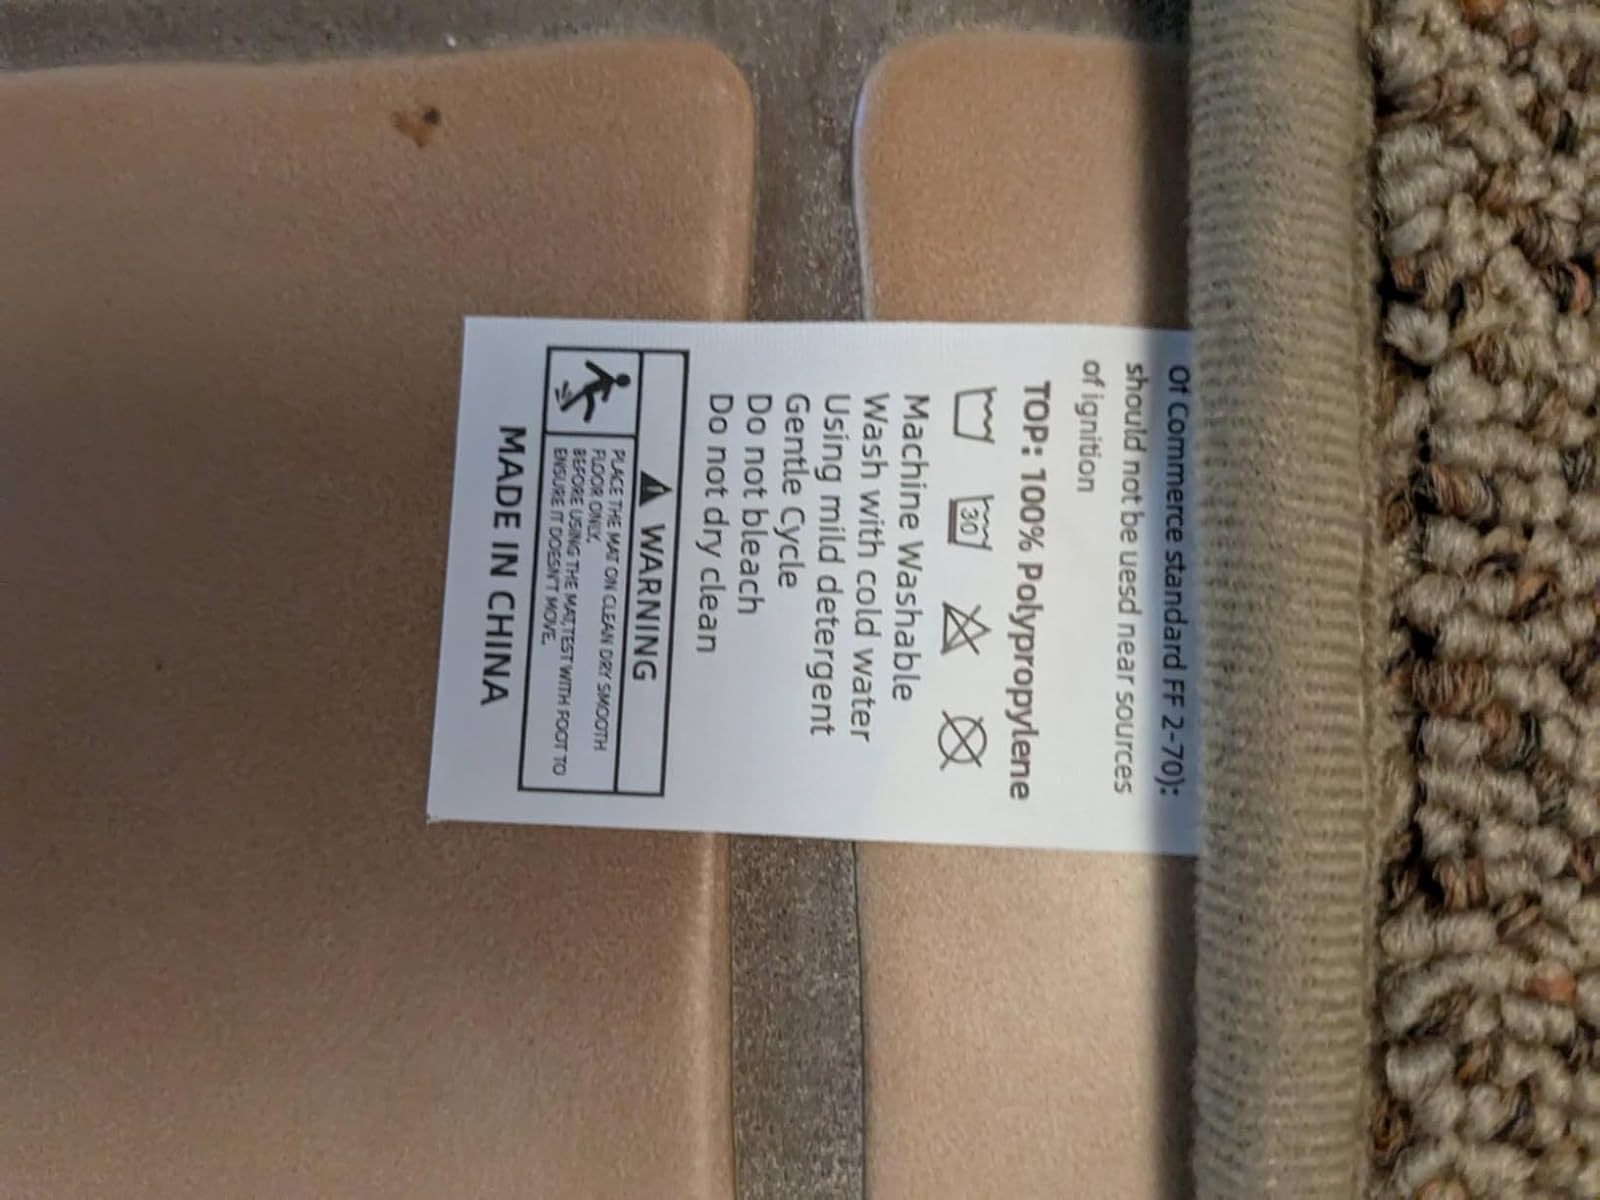 Of Commerce standard FF 2-70):
should not be uesd near sources
of ignition
TOP: 100% Polypropylene
30
Machine Washable
Wash with cold water
Using mild detergent
Gentle Cycle
Do not bleach
Do not dry clean
WARNING
PLACE THE MAT ON CLEAN DRY SMOOTH
FLOOR ONLY.
BEFORE USING THE MAT,TEST WITH FOOT TO
ENSURE IT DOESN'T MOVE.
MADE IN CHINA